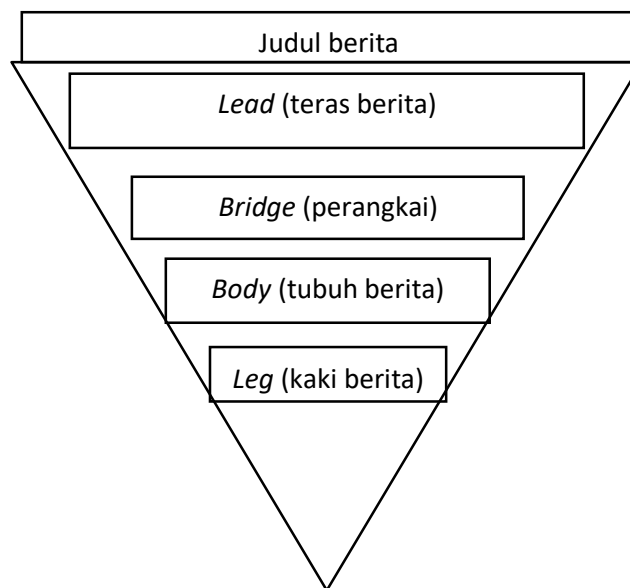 Judul berita
Lead (teras berita)
Bridge (perangkai)
Body (tubuh berita)
Leg (kaki berita)